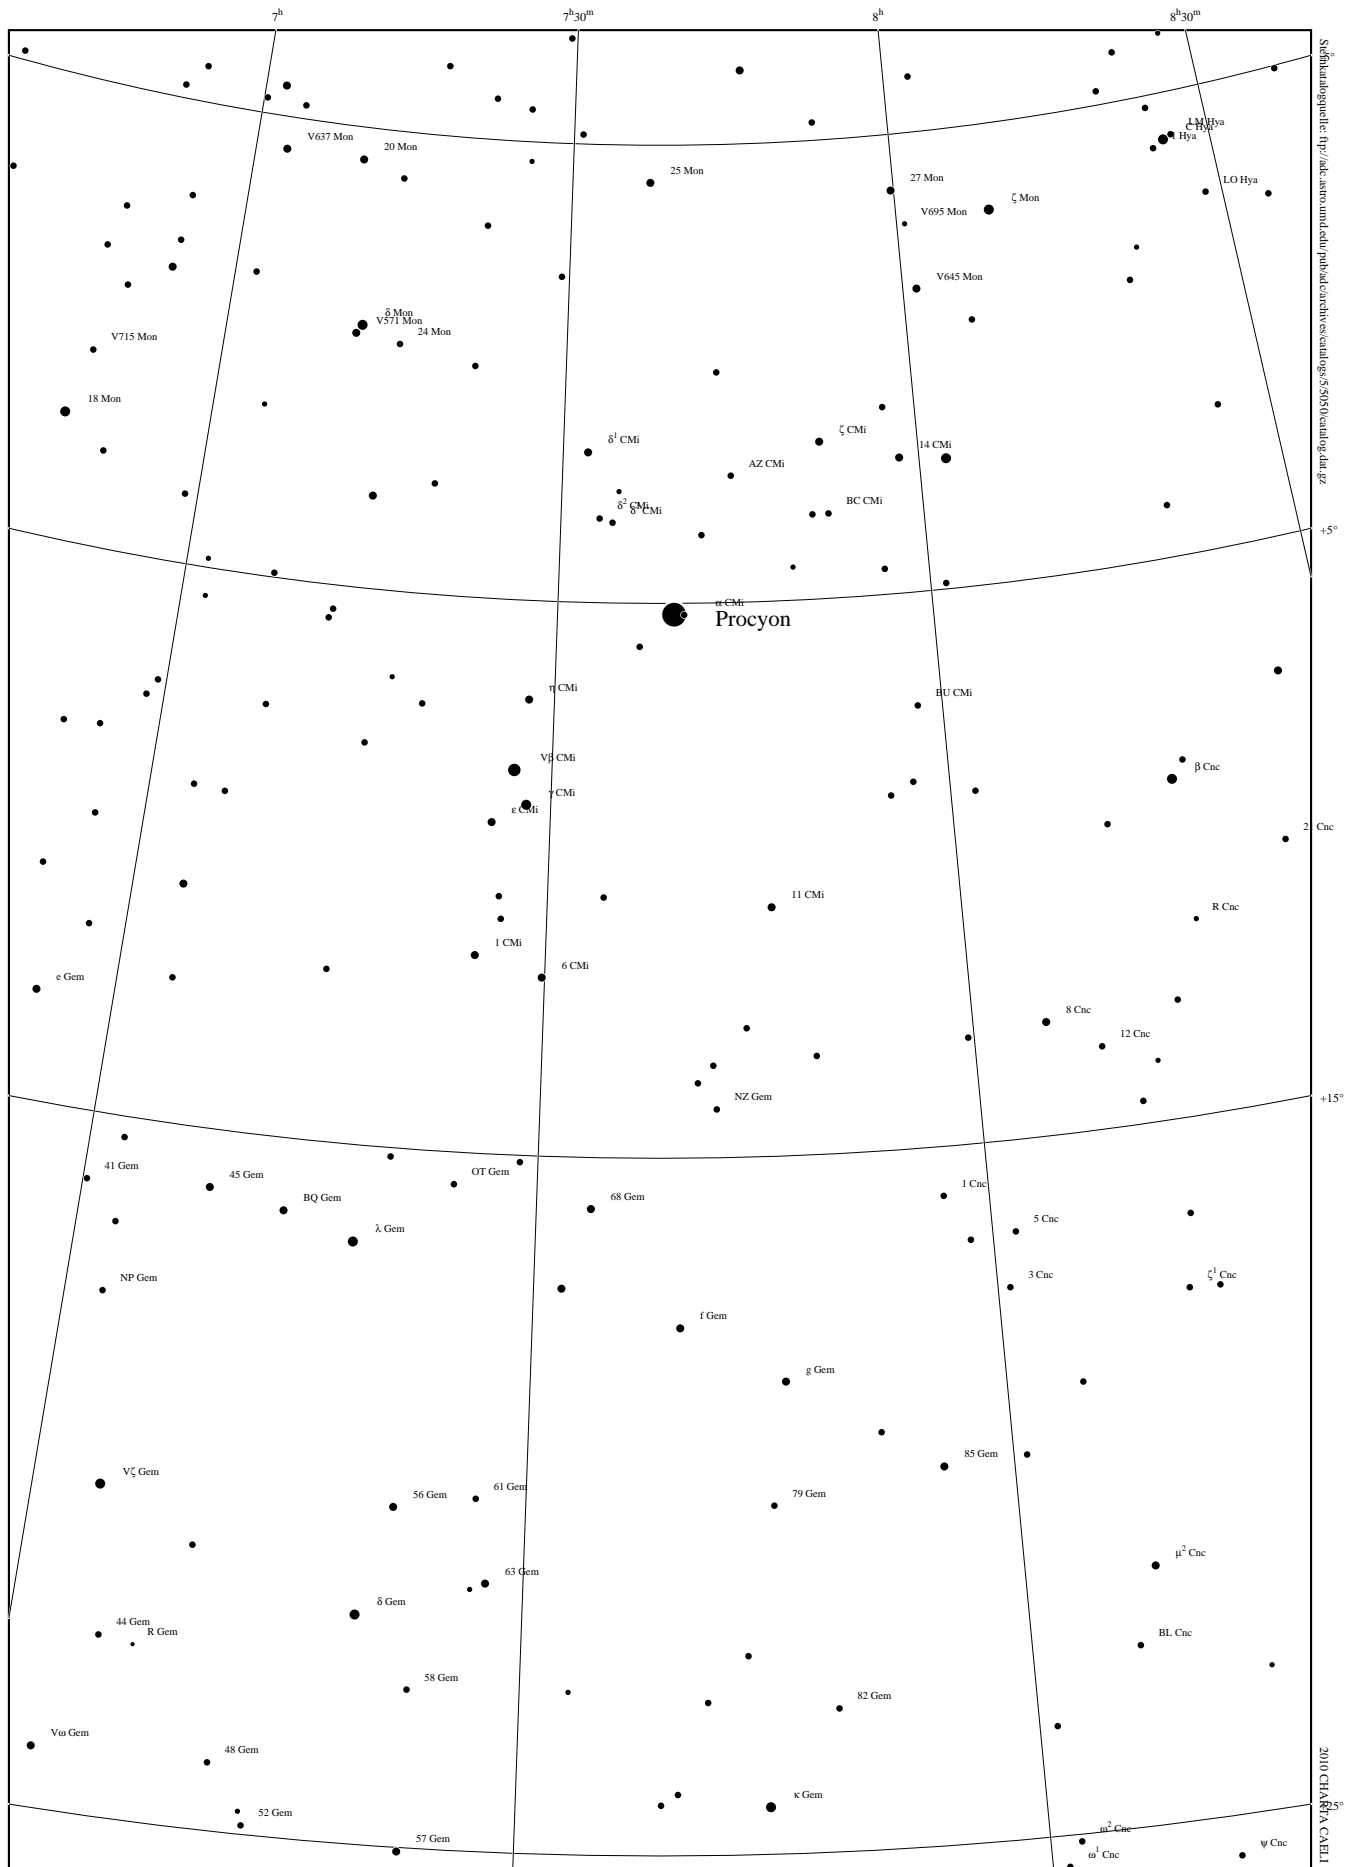 7h
7h30m
8h
8h30m
V637 Mon
20 Mon
25 Mon
27 Mon
ζ Mon
V695 Mon
LM Hya
C Hya
1 Hya
LO Hya
V645 Mon
δ Mon
V571 Mon
24 Mon
V715 Mon
18 Mon
δ1 CMi
ζ CMi
14 CMi
AZ CMi
BC CMi
δ2 CMi
δ3 CMi
+5°
α CMi
Procyon
η CMi
BU CMi
Vβ CMi
β Cnc
γ CMi
ε CMi
21 Cnc
11 CMi
R Cnc
1 CMi
6 CMi
e Gem
8 Cnc
12 Cnc
NZ Gem
+15°
41 Gem
45 Gem
OT Gem
BQ Gem
68 Gem
1 Cnc
5 Cnc
λ Gem
NP Gem
3 Cnc
ζ1 Cnc
f Gem
g Gem
85 Gem
Vζ Gem
56 Gem
61 Gem
79 Gem
63 Gem
μ2 Cnc
δ Gem
44 Gem
R Gem
BL Cnc
58 Gem
82 Gem
Vω Gem
48 Gem
κ Gem
52 Gem
57 Gem
ω2 Cnc
ω1 Cnc
ψ Cnc
+25°
Sternkatalogquelle: ftp://adc.astro.umd.edu/pub/adc/archives/catalogs/5/5050/catalog.dat.gz
2010 CHARTA CAELI